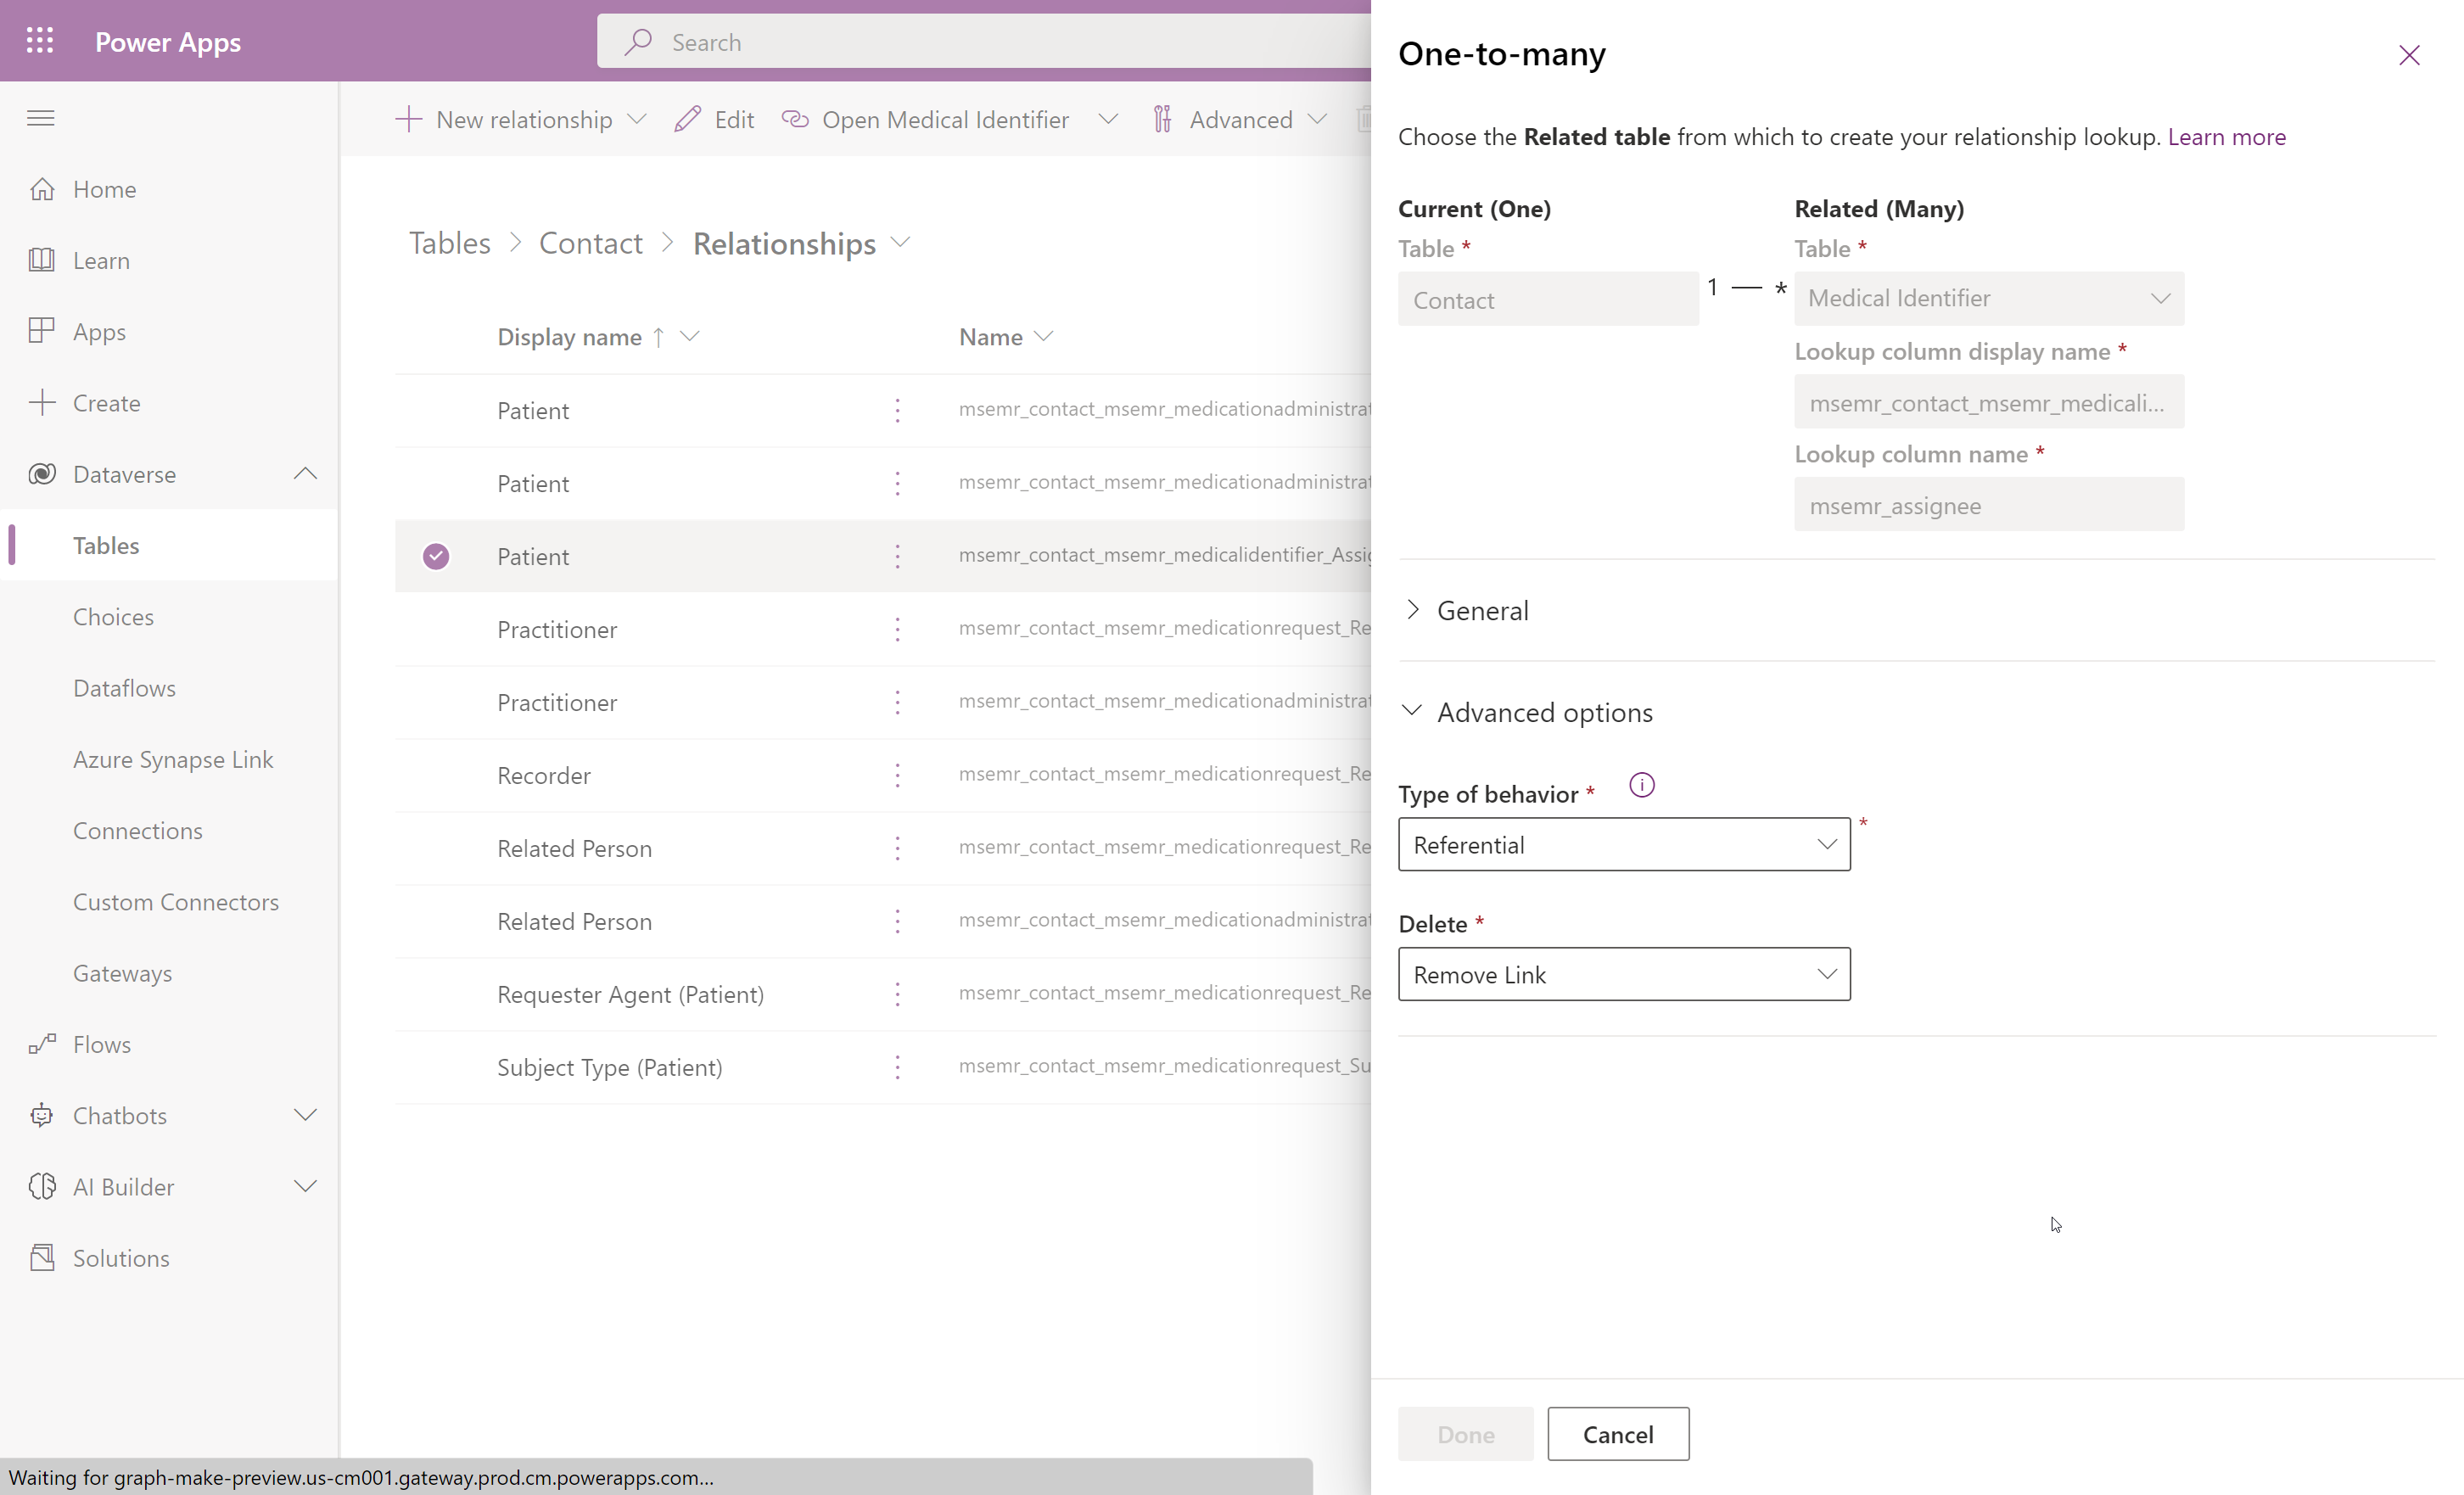 Power Apps
Search
Home
Learn
Apps
Create
Dataverse
Tables
Choices
Dataflows
Azure Synapse Link
Connections
Custom Connectors
Gateways
Flows
Chatbots
AI Builder
Solutions
New relationship
Edit
Open Medical Identifier
Advanced
Tables > Contact > Relationships
Display name ↑ Name
Patient msemr_contact_msemr_medicationadministrat
Patient msemr_contact_msemr_medicationadministrat
Patient msemr_contact_msemr_medicalidentifier_Assig
Practitioner msemr_contact_msemr_medicationrequest_Re
Practitioner msemr_contact_msemr_medicationadministrat
Recorder msemr_contact_msemr_medicationrequest_Re
Related Person msemr_contact_msemr_medicationrequest_Re
Related Person msemr_contact_msemr_medicationadministrat
Requester Agent (Patient) msemr_contact_msemr_medicationrequest_Re
Subject Type (Patient) msemr_contact_msemr_medicationrequest_Su
Waiting for graph-make-preview.us-cm001.gateway.prod.cm.powerapps.com...
One-to-many
Choose the Related table from which to create your relationship lookup. Learn more
Current (One)
Table *
Contact
1 — *
Related (Many)
Table *
Medical Identifier
Lookup column display name *
msemr_contact_msemr_medicali...
Lookup column name *
msemr_assignee
General
Advanced options
Type of behavior *
Referential *
Delete *
Remove Link
Done
Cancel